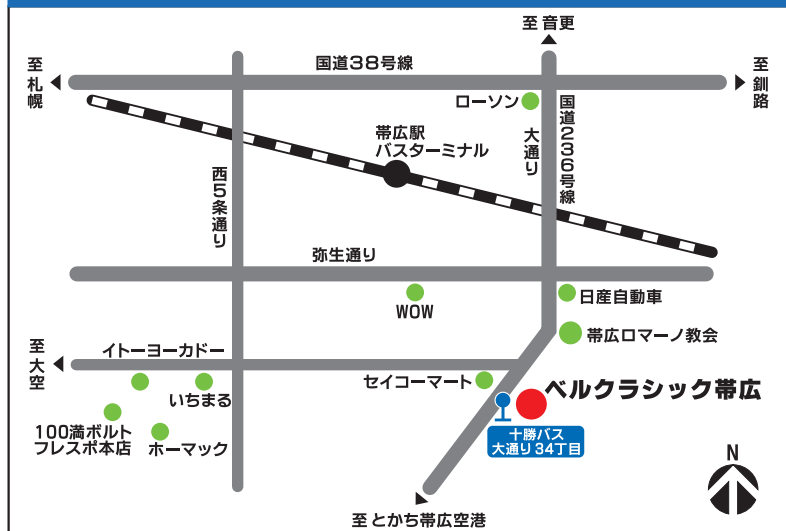 至 音更
至札幌
国道38号線
至釧路
ローソン
国道236号線
大通り
帯広駅
バスターミナル
西5条通り
弥生通り
WOW
日産自動車
帯広ロマーノ教会
至大空
イトーヨーカドー
いちまる
セイコーマート
ベルクラシック帯広
100満ボルト
フレスポ本店
ホーマック
十勝バス
大通り34丁目
N
至 とかち帯広空港